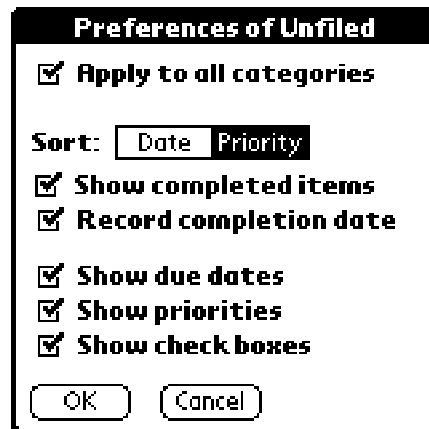 Preferences of Unfiled
Apply to all categories
Sort: Date Priority
Show completed items
Record completion date
Show due dates
Show priorities
Show check boxes
OK Cancel